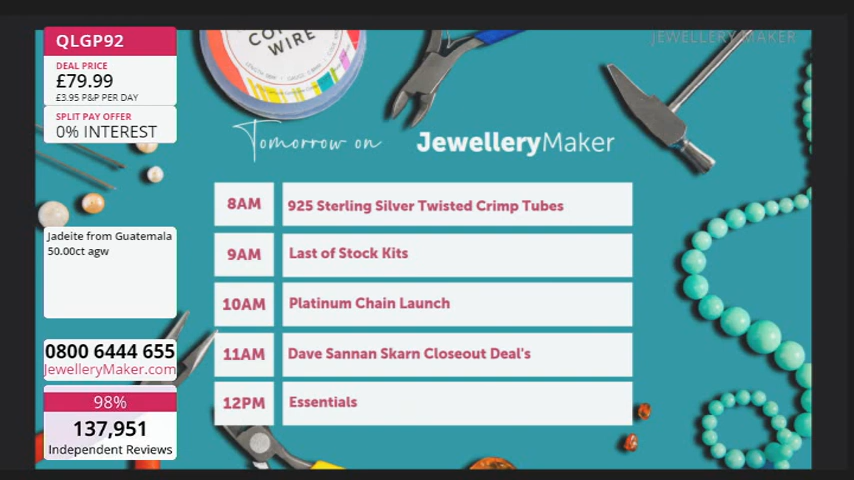 QLGP92
DEAL PRICE
£79.99
£3.95 P&P PER DAY
SPLIT PAY OFFER
0% INTEREST
Jadeite from Guatemala
50.00ct agw
0800 6444 655
JewelleryMaker.com
98%
137,951
Independent Reviews
WIRE
JEWELLERY MAKER
Tomorrow on JewelleryMaker
8AM 925 Sterling Silver Twisted Crimp Tubes
9AM Last of Stock Kits
10AM Platinum Chain Launch
11AM Dave Sannan Skarn Closeout Deal's
12PM Essentials